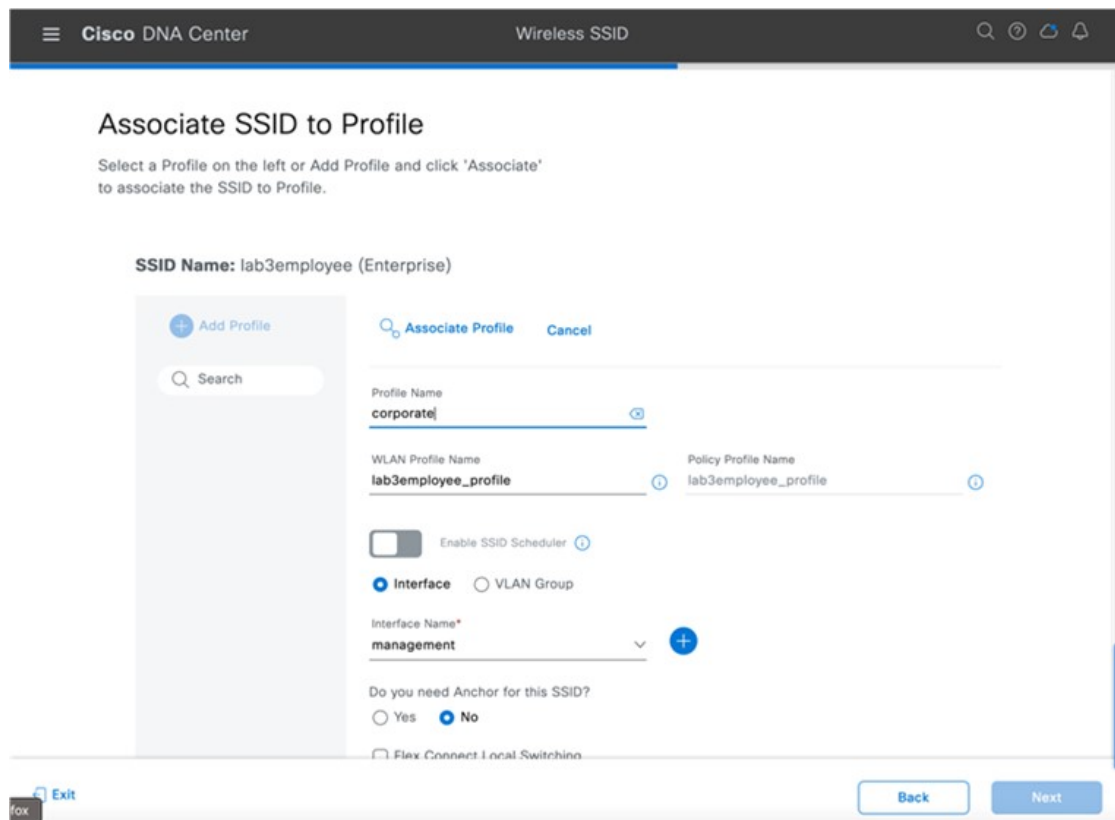 Cisco DNA Center
Wireless SSID
Associate SSID to Profile
Select a Profile on the left or Add Profile and click 'Associate'
to associate the SSID to Profile.
SSID Name: lab3employee (Enterprise)
Add Profile
Associate Profile Cancel
Search
Profile Name
corporate
WLAN Profile Name
lab3employee_profile
Policy Profile Name
lab3employee_profile
Enable SSID Scheduler
Interface VLAN Group
Interface Name*
management
Do you need Anchor for this SSID?
Yes No
Flex Connect Local Switching
Exit
fox
Back
Next